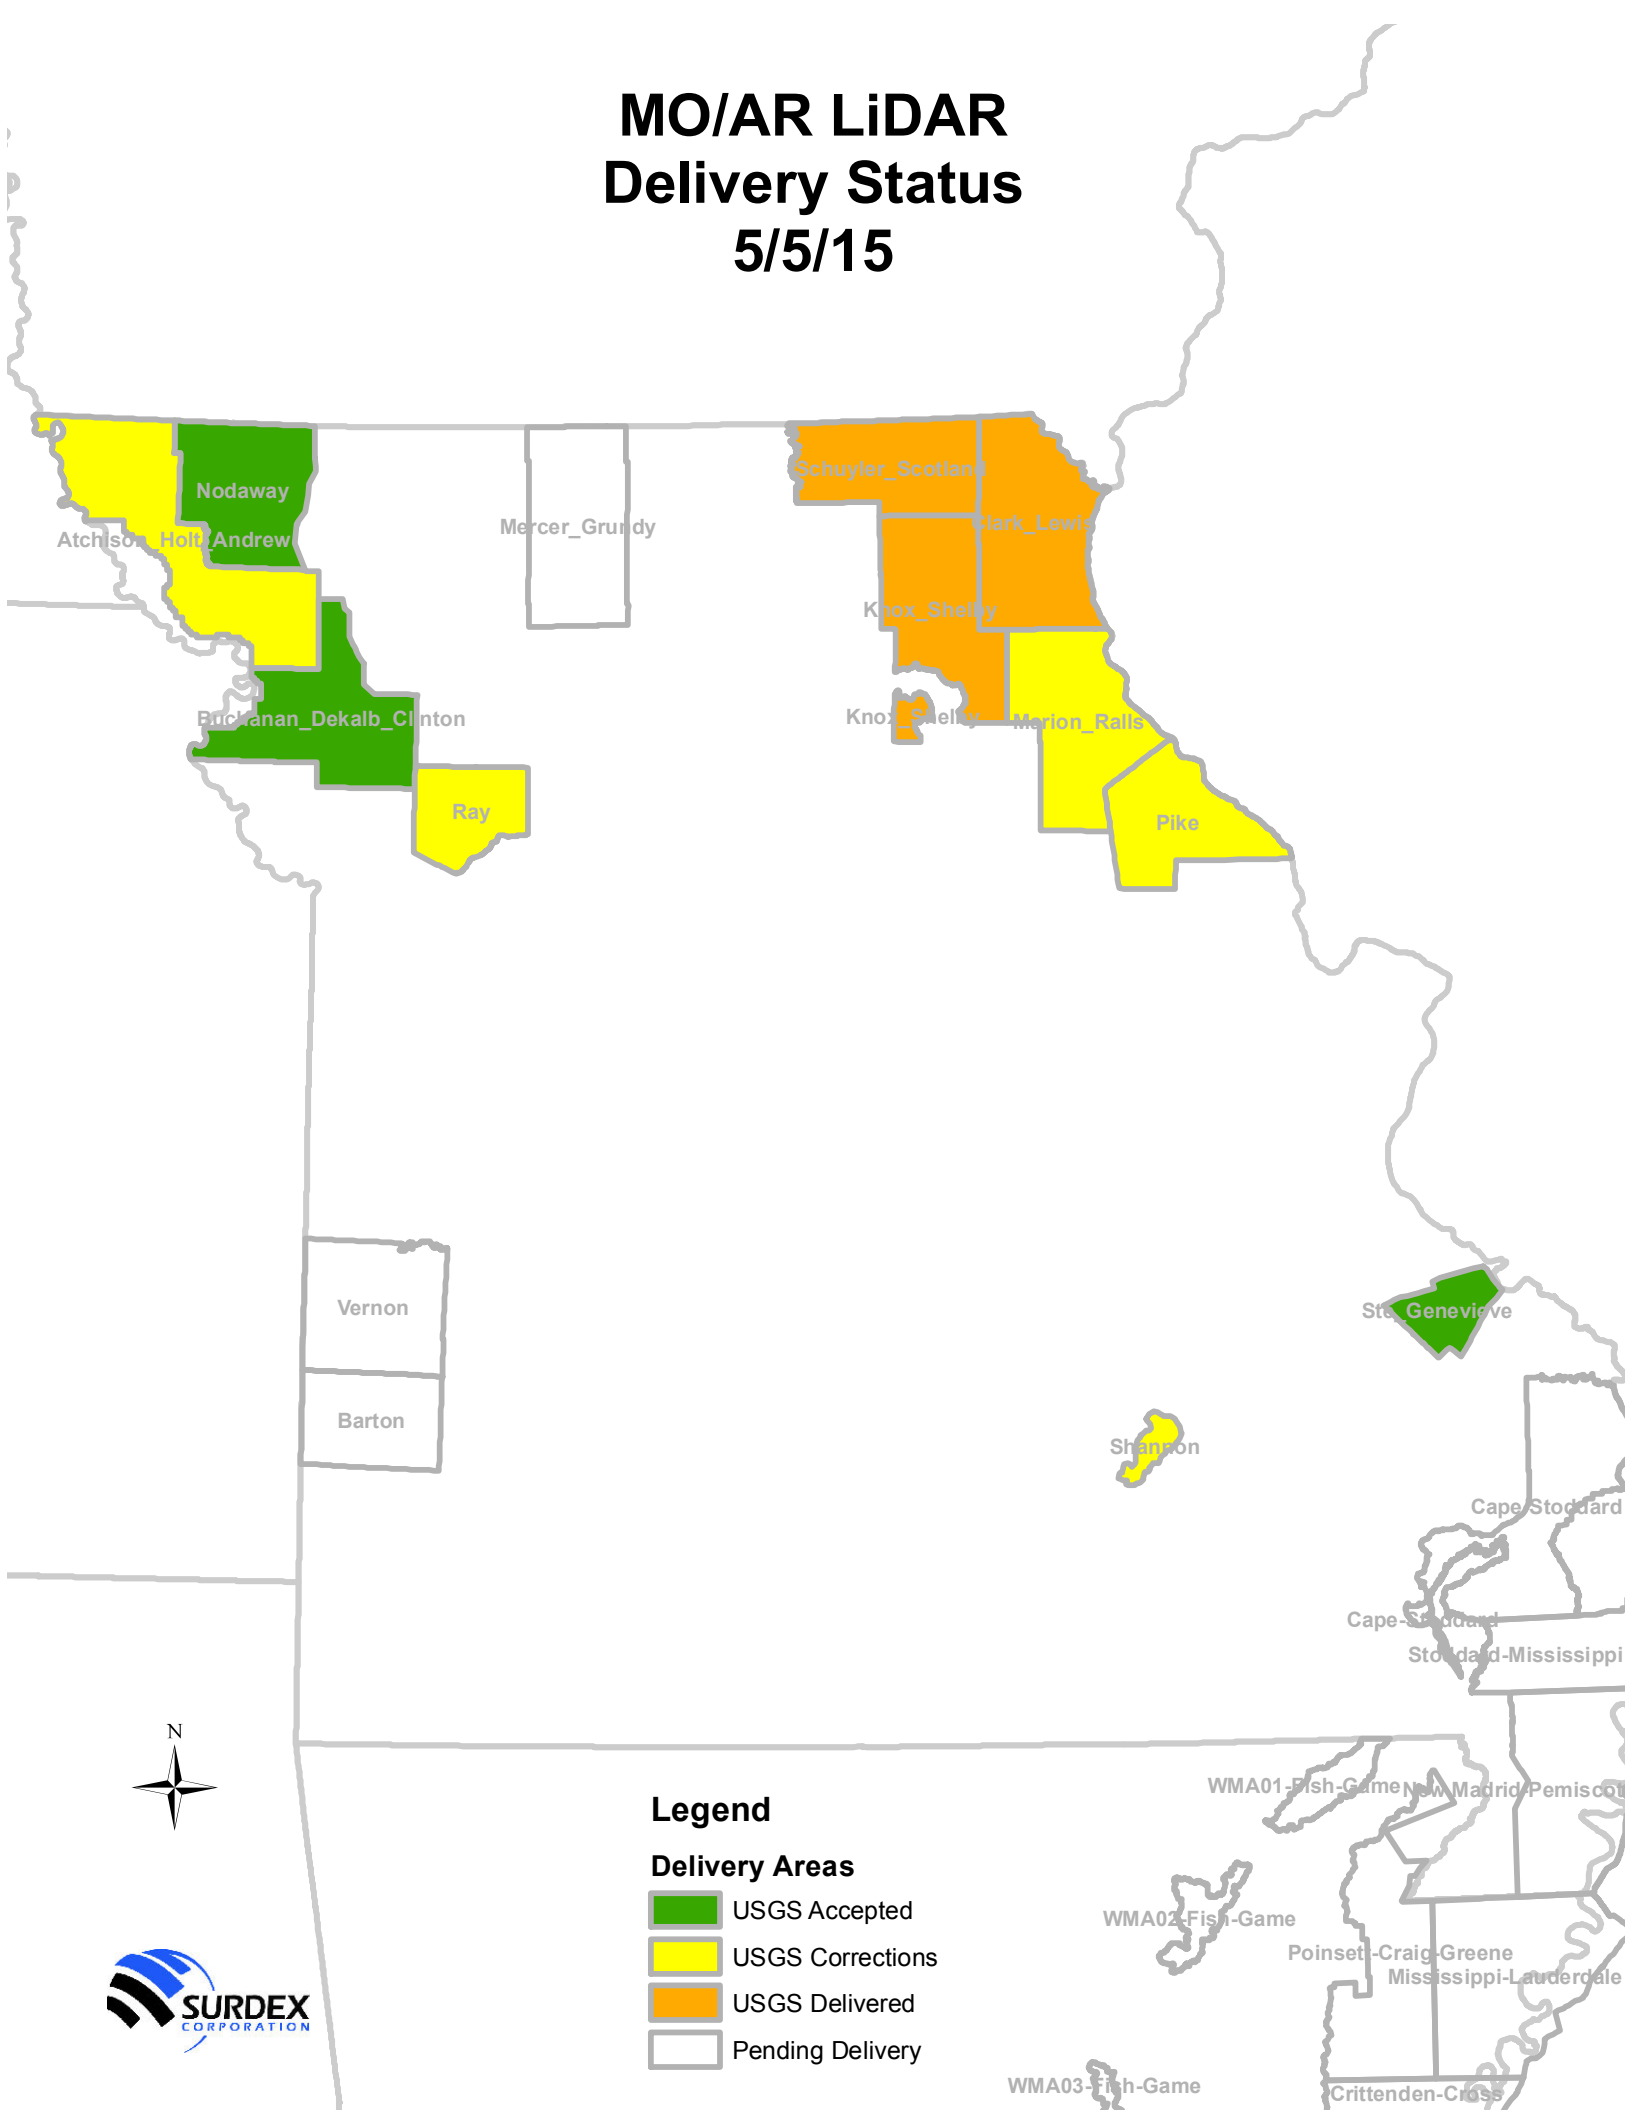 MO/AR LiDAR
Delivery Status
5/5/15
Schuyler_Scotland
Nodaway
Mercer_Grundy
Clark_Lewis
Atchison_Holt_Andrew
Knox_Shelby
Buchanan_Dekalb_Clinton
Knox_Shelby
Marion_Ralls
Ray
Pike
Vernon
Ste_Genevieve
Barton
Shannon
Cape-Stoddard
Cape-Stoddard
Stoddard-Mississippi
N
WMA01-Fish-Game
New Madrid-Pemiscot
Legend
Delivery Areas
USGS Accepted
WMA02-Fish-Game
USGS Corrections
Poinsett-Craig-Greene
Mississippi-Lauderdale
USGS Delivered
SURDEX
CORPORATION
Pending Delivery
WMA03-Fish-Game
Crittenden-Cross